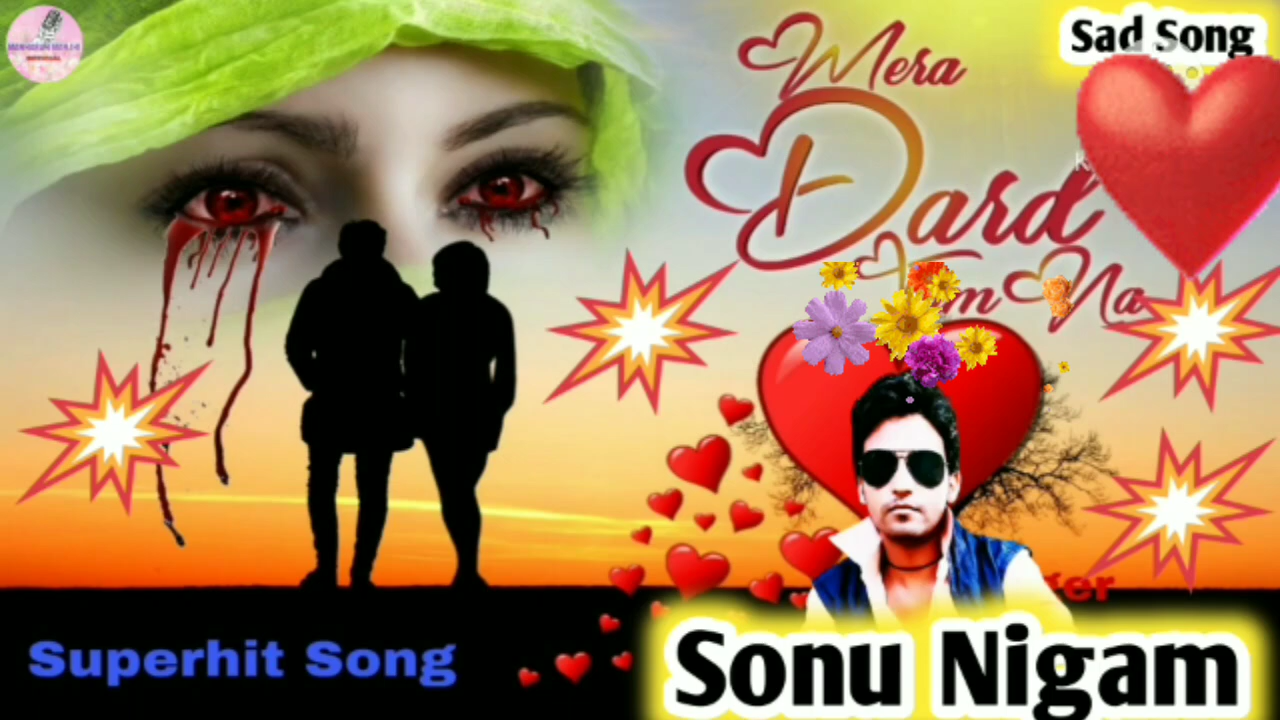 Sad Song
Mera
Dard
Na
Superhit Song
Sonu Nigam